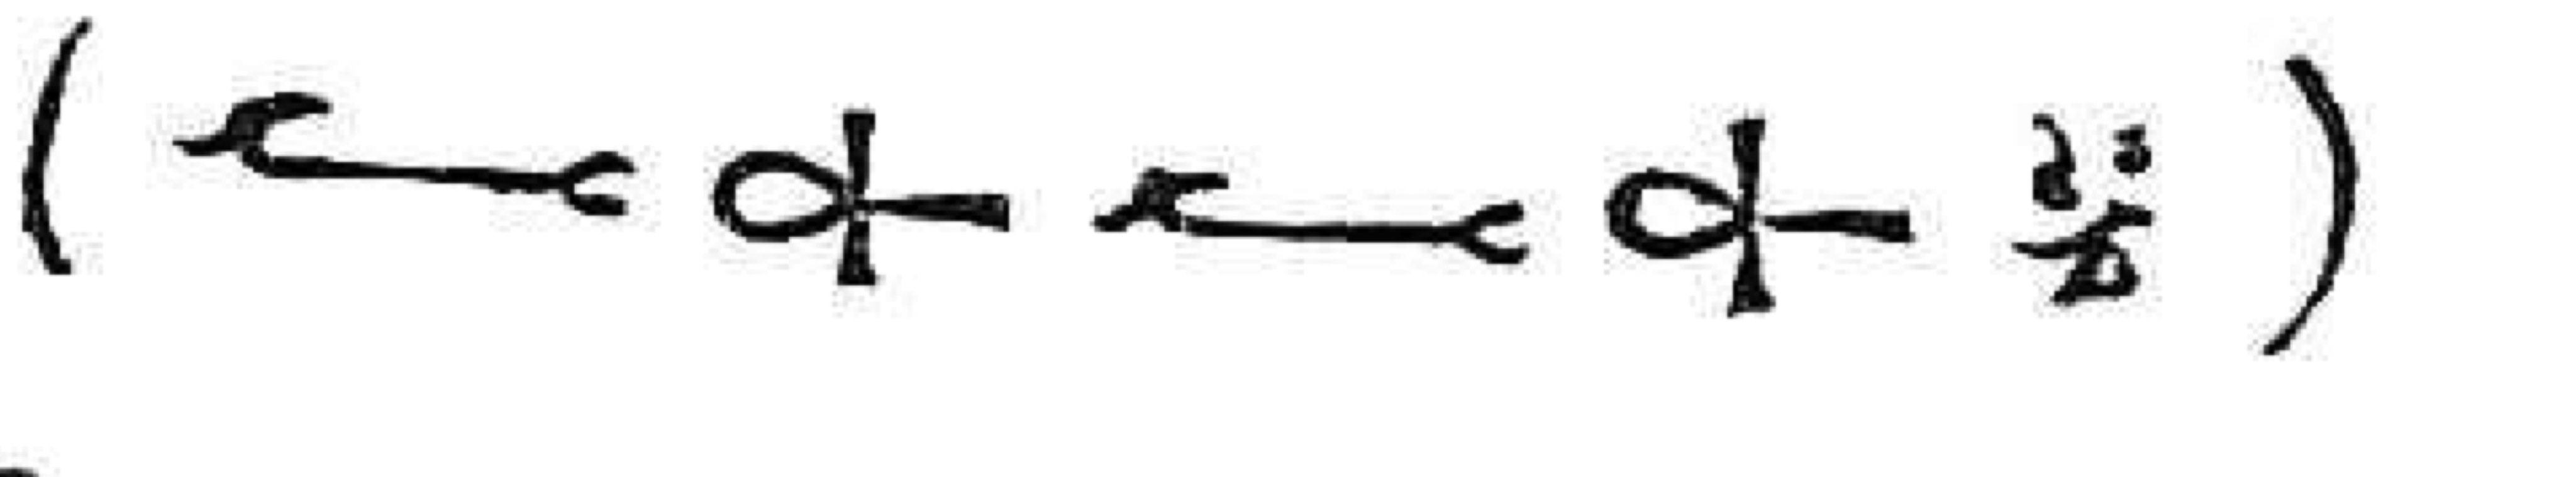 ( 𓌀 𓋹 𓌀 𓋹 )